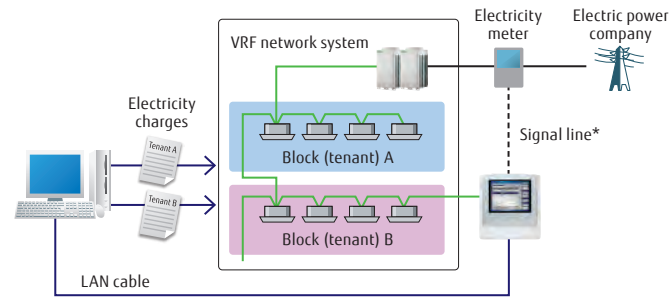 Electricity
meter
Electric power
company
VRF network system
Electricity
charges
Tenant A
Block (tenant) A
Signal line*
Tenant B
Block (tenant) B
LAN cable